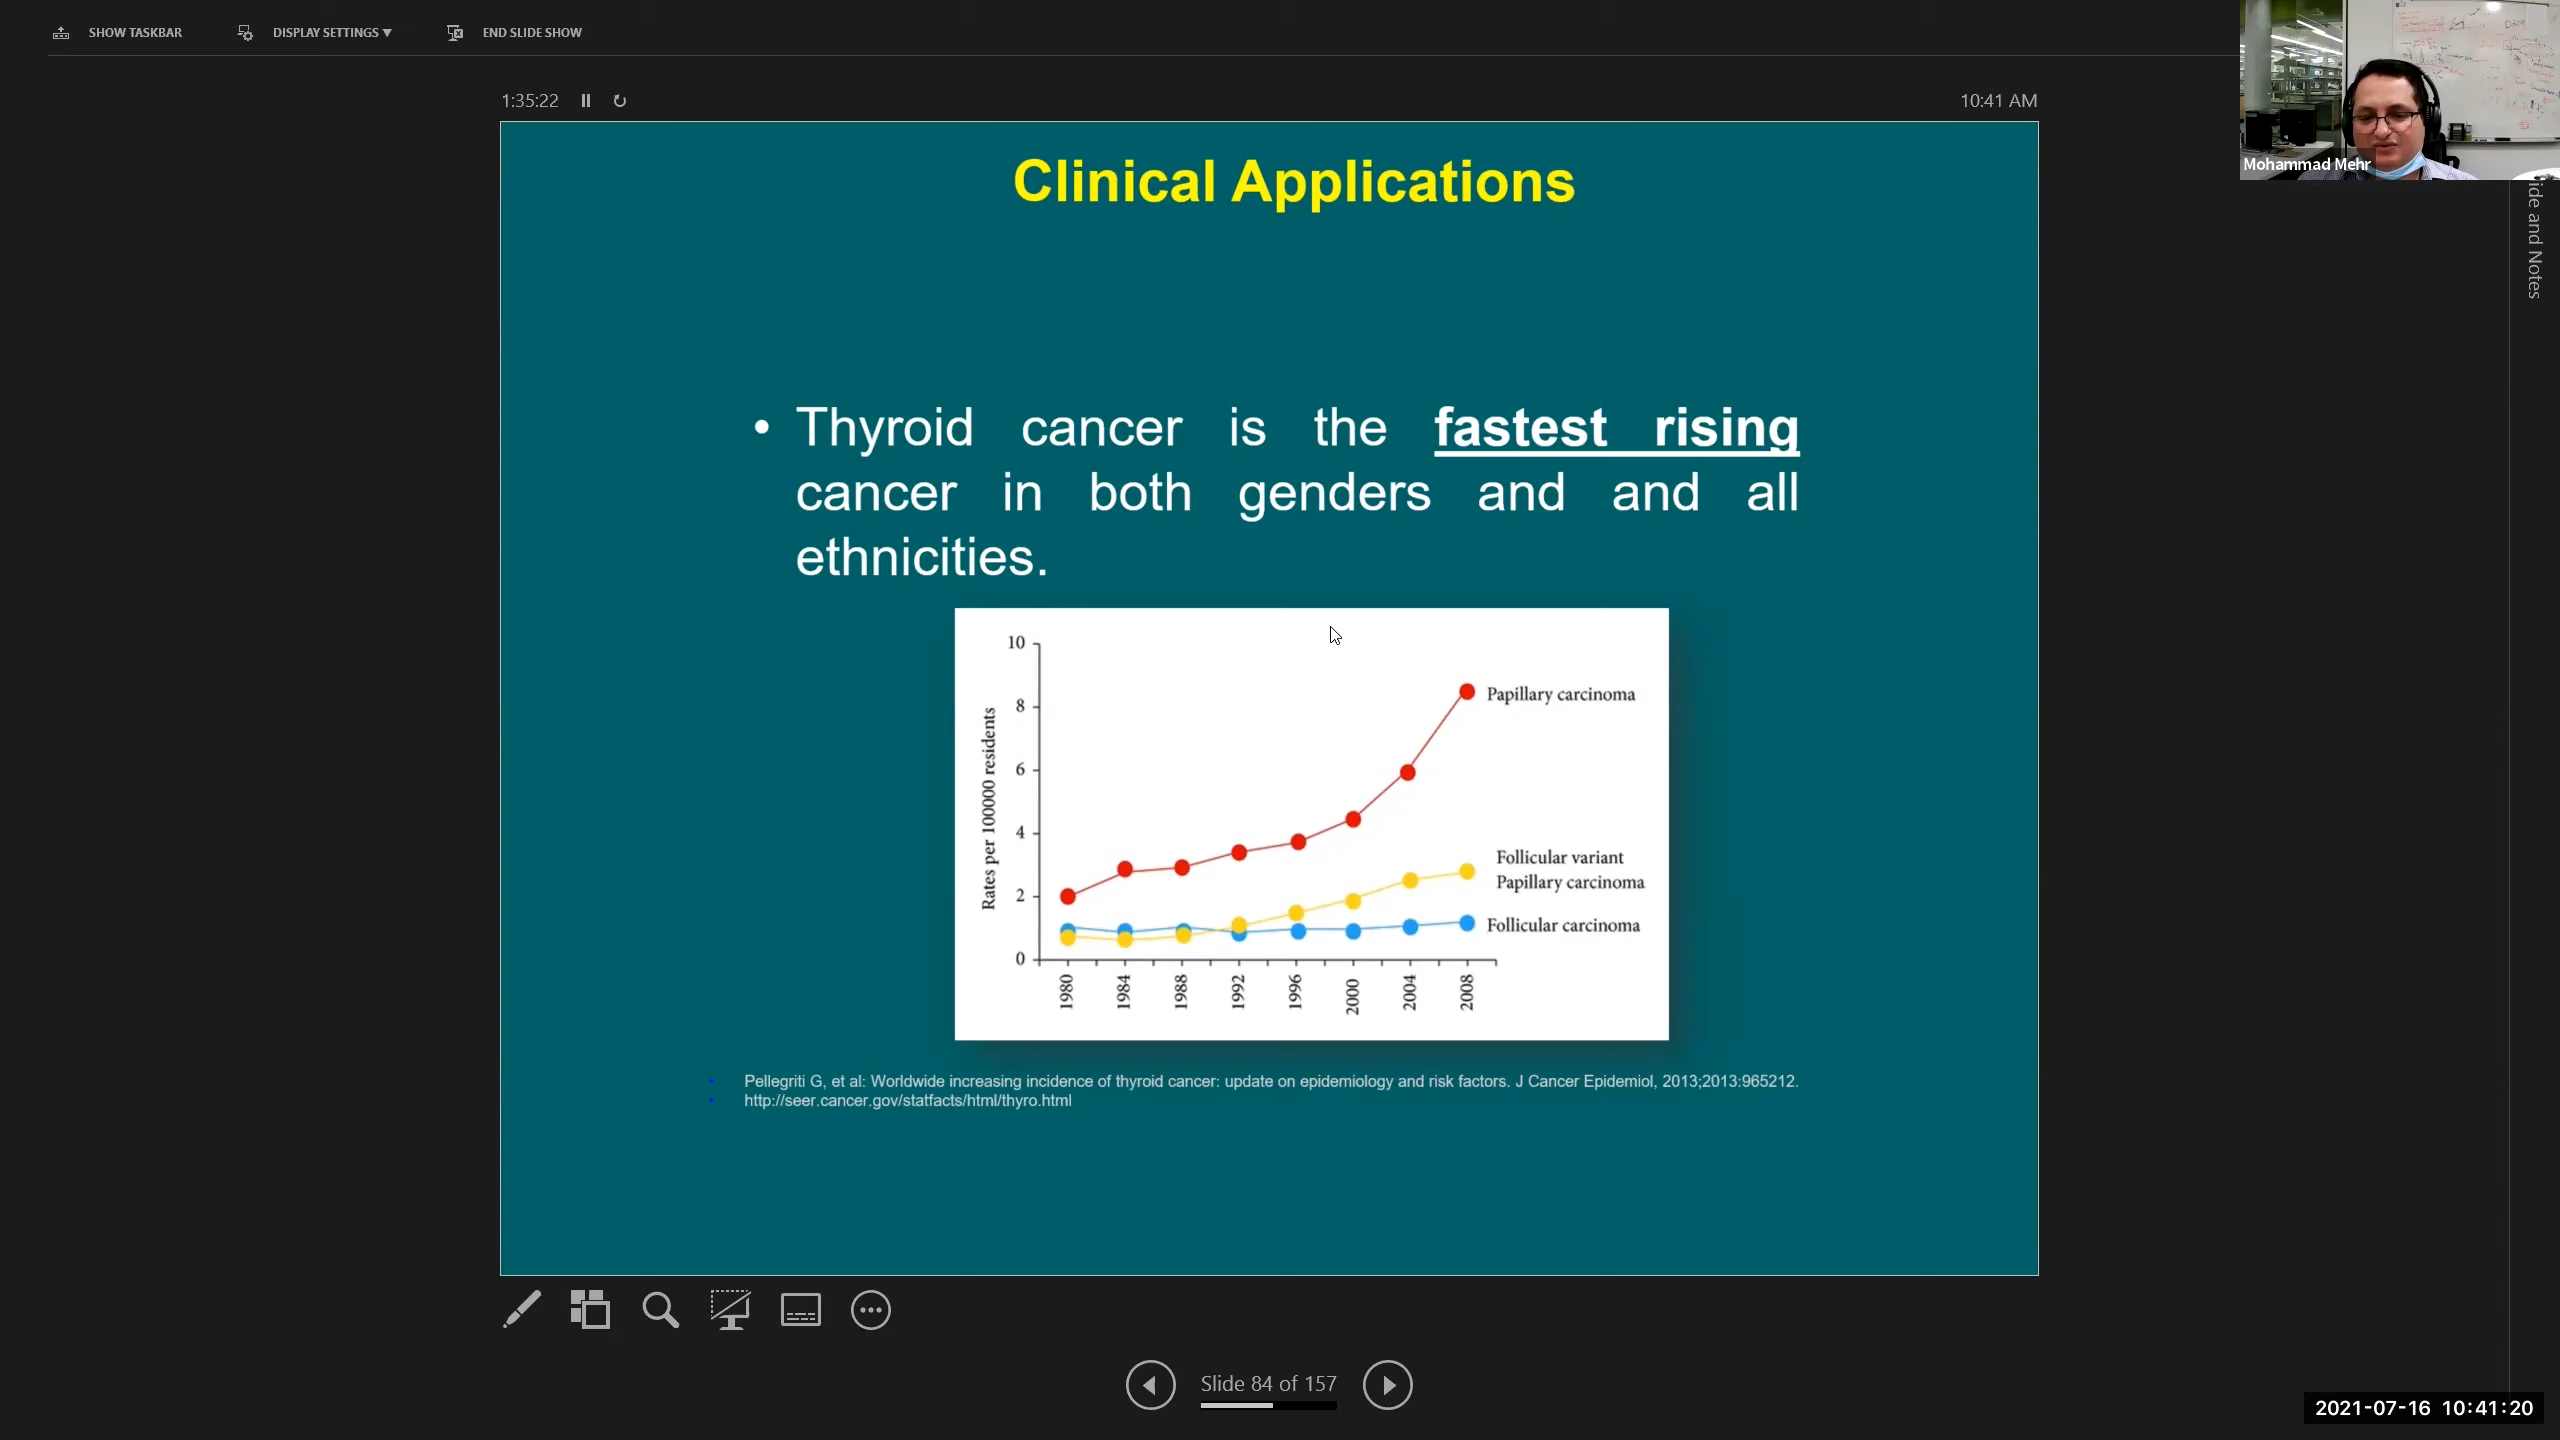 SHOW TASKBAR
DISPLAY SETTINGS
END SLIDE SHOW
1:35:22
10:41 AM
Mohammad Mehr
ide and Notes
Clinical Applications
• Thyroid cancer is the fastest rising
cancer in both genders and and all
ethnicities.
Rates per 100000 residents
10
8
6
4
2
0
1980
1984
1988
1992
1996
2000
2004
2008
Papillary carcinoma
Follicular variant
Papillary carcinoma
Follicular carcinoma
• Pellegriti G, et al: Worldwide increasing incidence of thyroid cancer: update on epidemiology and risk factors. J Cancer Epidemiol, 2013;2013:965212.
• http://seer.cancer.gov/statfacts/html/thyro.html
Slide 84 of 157
2021-07-16 10:41:20